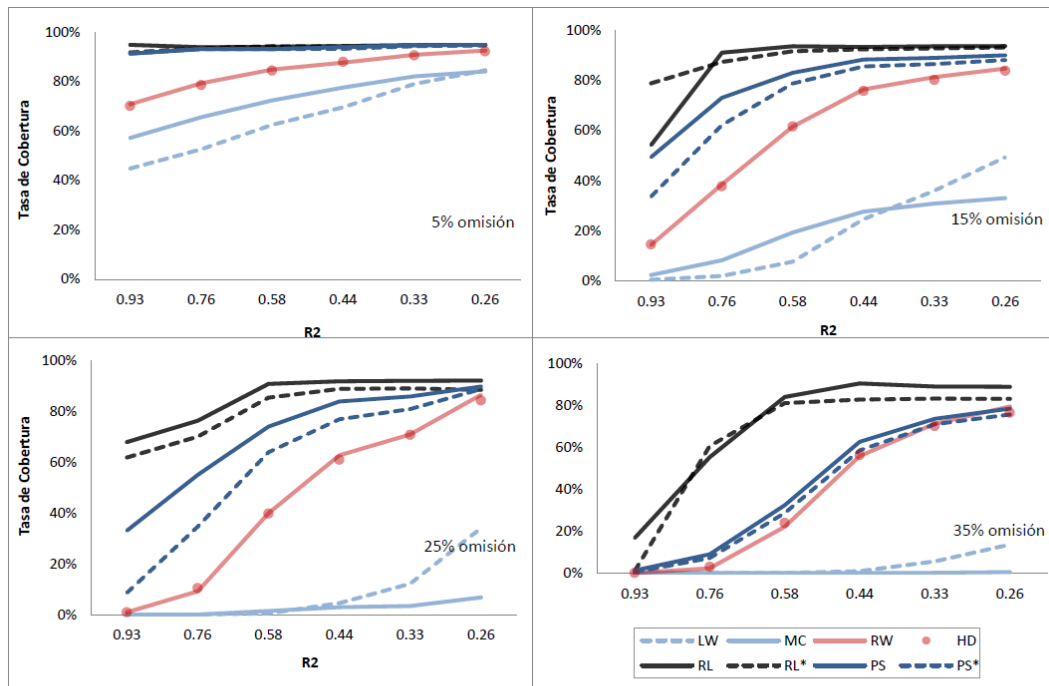 100%
80%
60%
40%
20%
0%
Tasa de Cobertura
5% omisión
0.93 0.76 0.58 0.44 0.33 0.26
R2
100%
80%
60%
40%
20%
0%
Tasa de Cobertura
15% omisión
0.93 0.76 0.58 0.44 0.33 0.26
R2
100%
80%
60%
40%
20%
0%
Tasa de Cobertura
25% omisión
0.93 0.76 0.58 0.44 0.33 0.26
R2
100%
80%
60%
40%
20%
0%
35% omisión
0.93 0.76 0.58 0.44 0.33 0.26
LW MC RW HD
RL RL* PS PS*